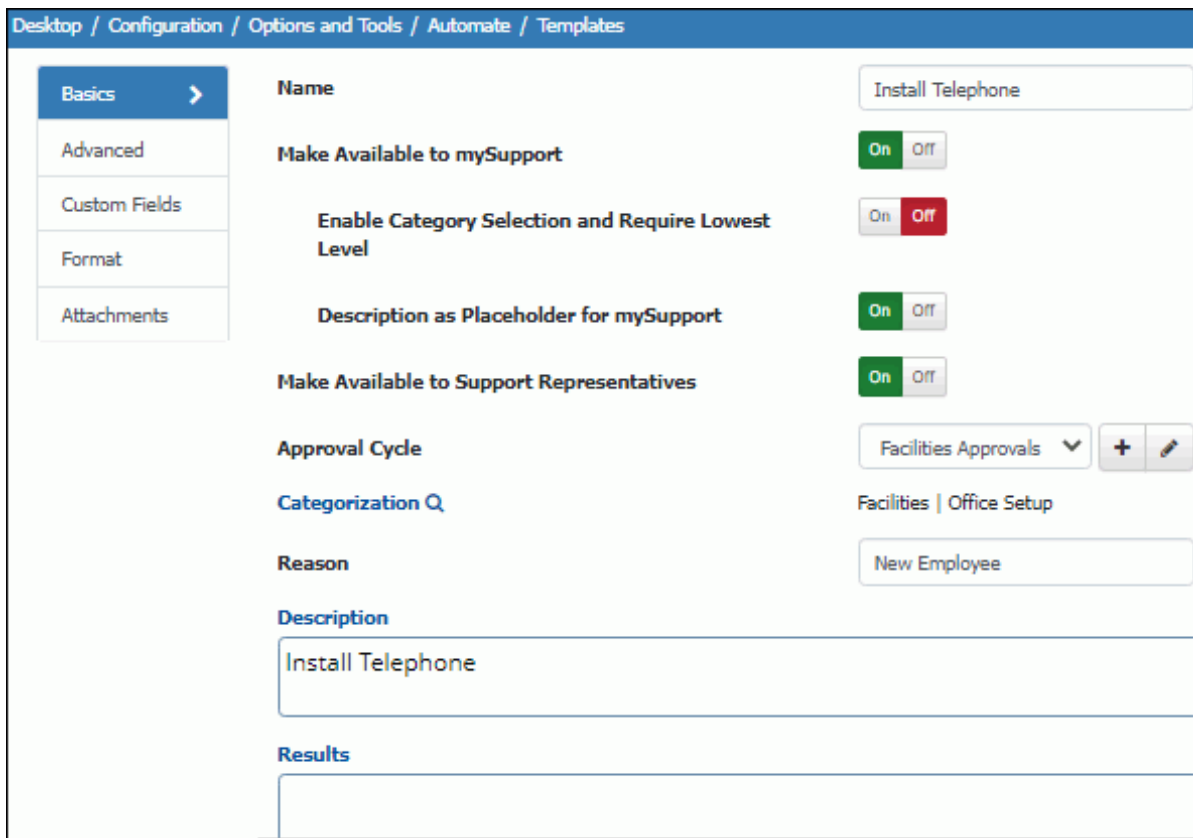 Desktop / Configuration / Options and Tools / Automate / Templates
Basics
Advanced
Custom Fields
Format
Attachments
Name
Install Telephone
Make Available to mySupport
On Off
Enable Category Selection and Require Lowest
Level
On Off
Description as Placeholder for mySupport
On Off
Make Available to Support Representatives
On Off
Approval Cycle
Facilities Approvals
Categorization
Facilities | Office Setup
Reason
New Employee
Description
Install Telephone
Results